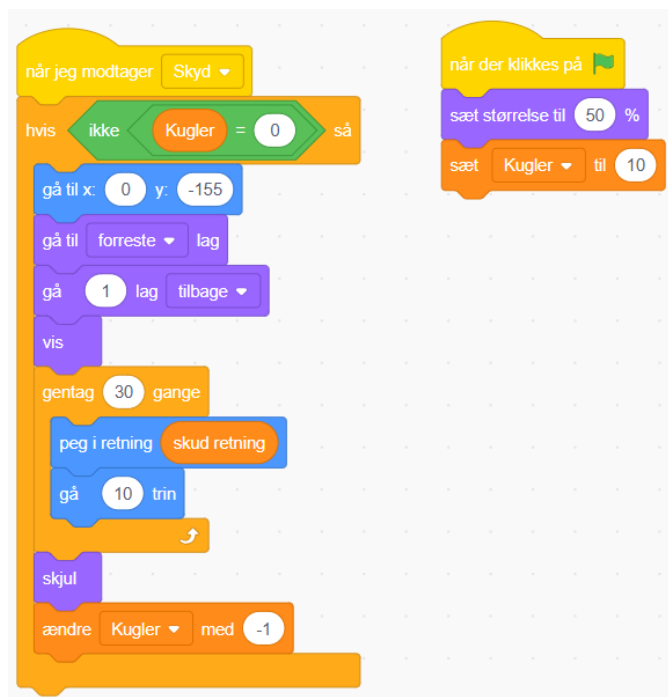 når jeg modtager Skyd
hvis ikke Kugler = 0 så
gå til x: 0 y: -155
gå til forreste lag
gå 1 lag tilbage
vis
gentag 30 gange
peg i retning skud retning
gå 10 trin
skjul
ændre Kugler med -1
når der klikkes på
sæt størrelse til 50 %
sæt Kugler til 10